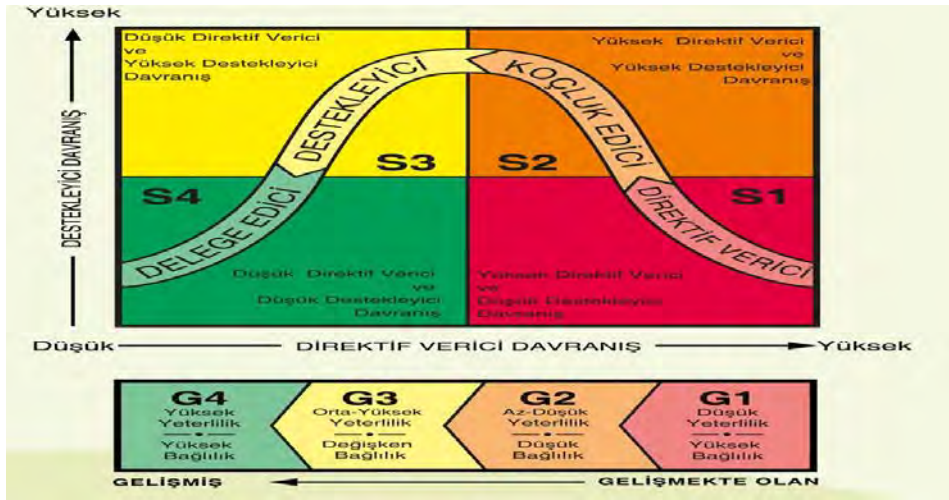 Yüksek
DESTEKLEYİCİ DAVRANIŞ
Düşük Direktif Verici
ve
Yüksek Destekleyici
Davranış
Yüksek Direktif Verici
ve
Yüksek Destekleyici
Davranış
DESTEKLEYİCİ
KOÇLUK EDİCİ
S3
S2
S4
S1
DELEGE EDİCİ
DİREKTİF VERİCİ
Düşük Direktif Verici
ve
Düşük Destekleyici
Davranış
Yüksek Direktif Verici
ve
Düşük Destekleyici
Davranış
Düşük
DİREKTİF VERİCİ DAVRANIŞ
Yüksek
G4
Yüksek
Yeterlilik
Yüksek
Bağlılık
G3
Orta-Yüksek
Yeterlilik
Değişken
Bağlılık
G2
Az-Düşük
Yeterlilik
Düşük
Bağlılık
G1
Düşük
Yeterlilik
Yüksek
Bağlılık
GELİŞMİŞ
GELİŞMEKTE OLAN